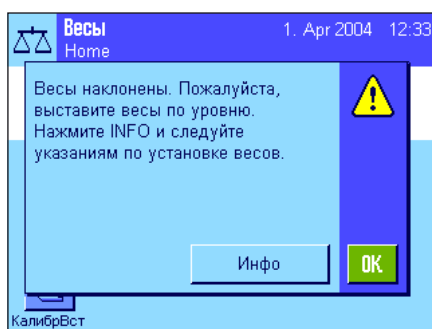 Весы 1. Apr 2004 12:33
Home
Весы наклонены. Пожалуйста,
выставите весы по уровню.
Нажмите INFO и следуйте
указаниям по установке весов.
Инфо OK
КалибрВст